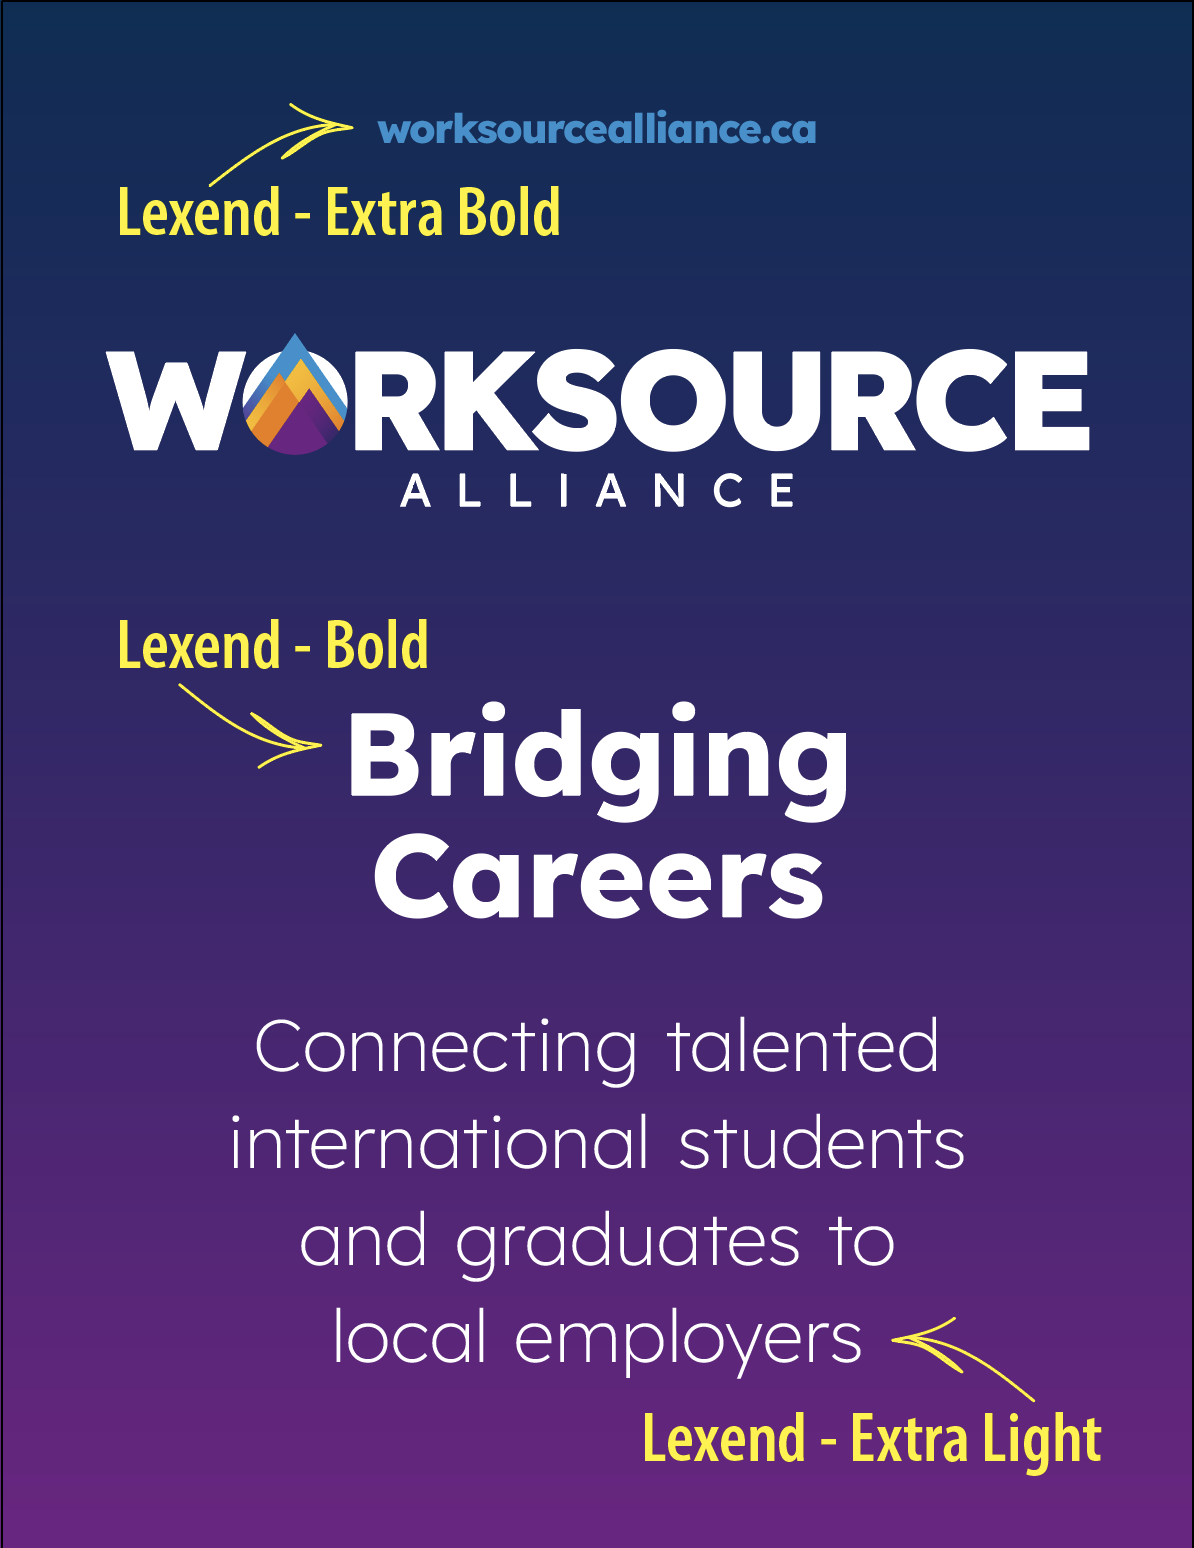 worksourcealliance.ca
Lexend - Extra Bold
WORKSOURCE
ALLIANCE
Lexend - Bold
Bridging
Careers
Connecting talented
international students
and graduates to
local employers
Lexend - Extra Light